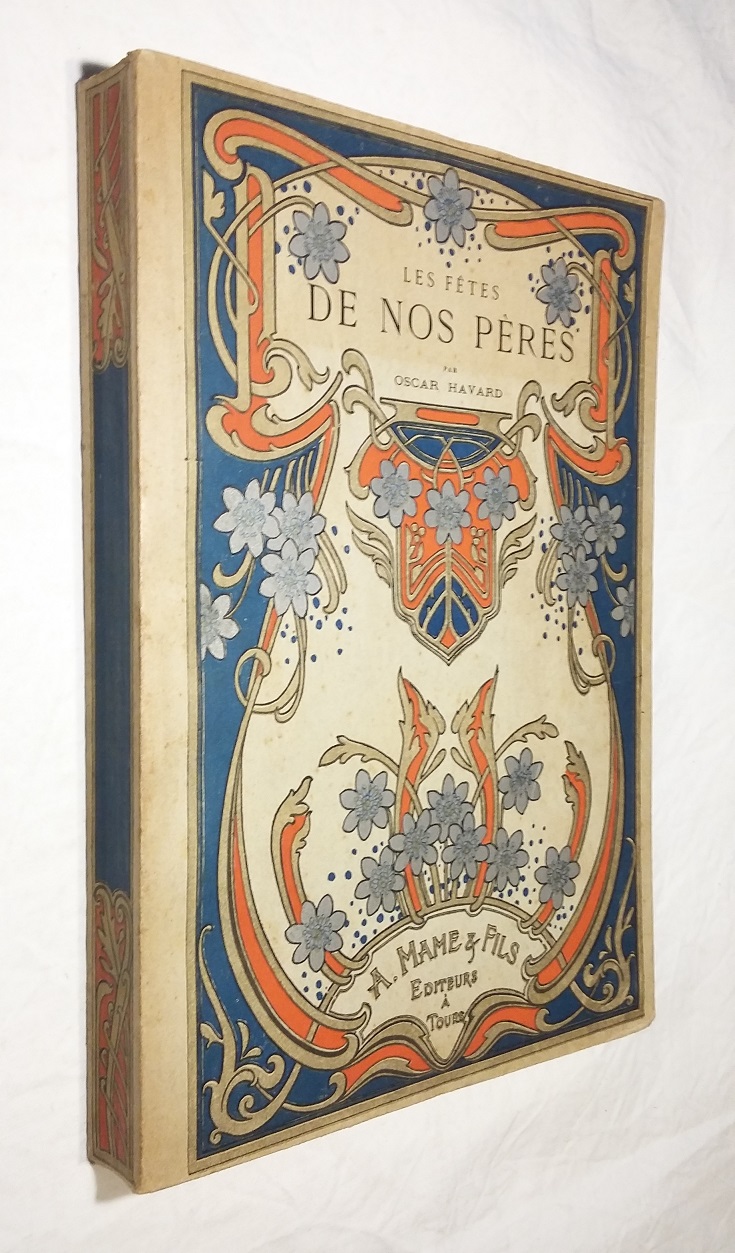 LES FÊTES
DE NOS PÈRES
PAR
OSCAR HAVARD
A. MAME & FILS
EDITEURS
À
TOURS